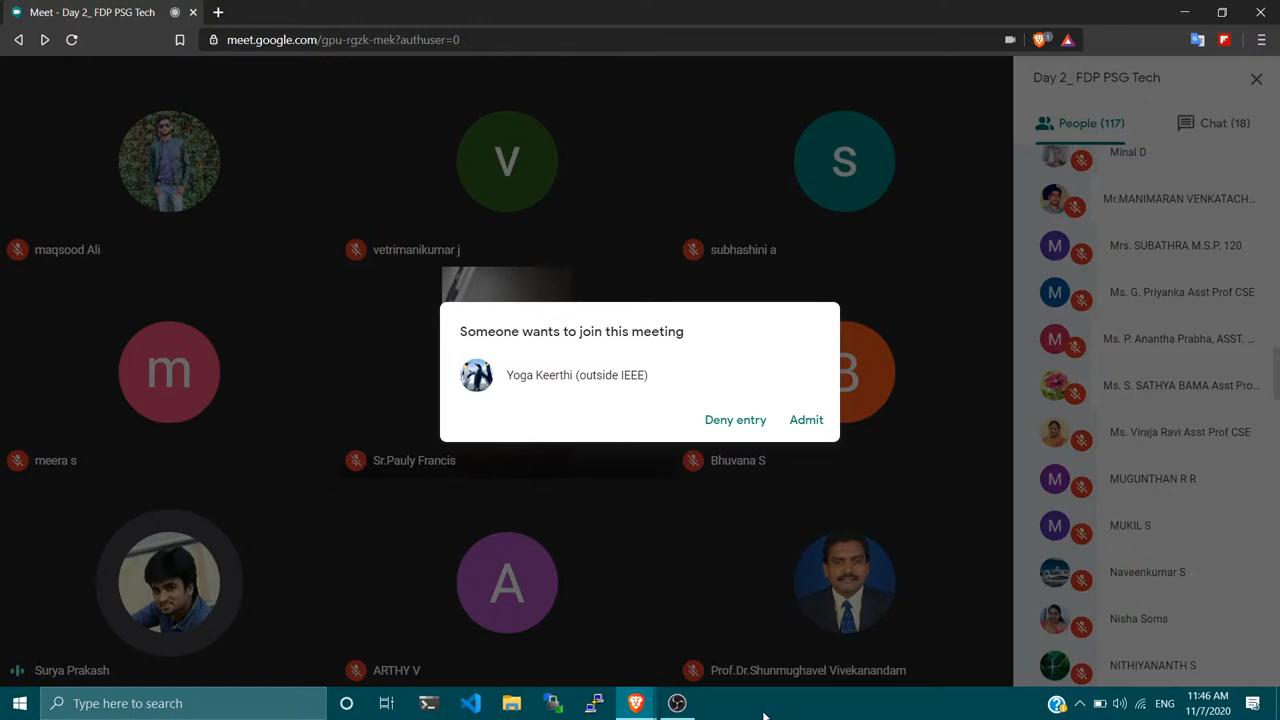 Meet - Day 2_ FDP PSG Tech
meet.google.com/gpu-rgzk-mek?authuser=0
1
Day 2_ FDP PSG Tech
People (117)
Chat (18)
V
S
maqsood Ali
vetrimanikumar j
subhashini a
m
B
meera s
Sr.Pauly Francis
Bhuvana S
A
Surya Prakash
ARTHY V
Prof.Dr.Shunmughavel Vivekanandam
Someone wants to join this meeting
Yoga Keerthi (outside IEEE)
Deny entry
Admit
Minal D
Mr.MANIMARAN VENKATACH...
M
Mrs. SUBATHRA M.S.P. 120
M
Ms. G. Priyanka Asst Prof CSE
M
Ms. P. Anantha Prabha, ASST. ...
Ms. S. SATHYA BAMA Asst Pro...
Ms. Viraja Ravi Asst Prof CSE
M
MUGUNTHAN R R
M
MUKIL S
Naveenkumar S
Nisha Soms
NITHIYANANTH S
Type here to search
ENG
11:46 AM
11/7/2020